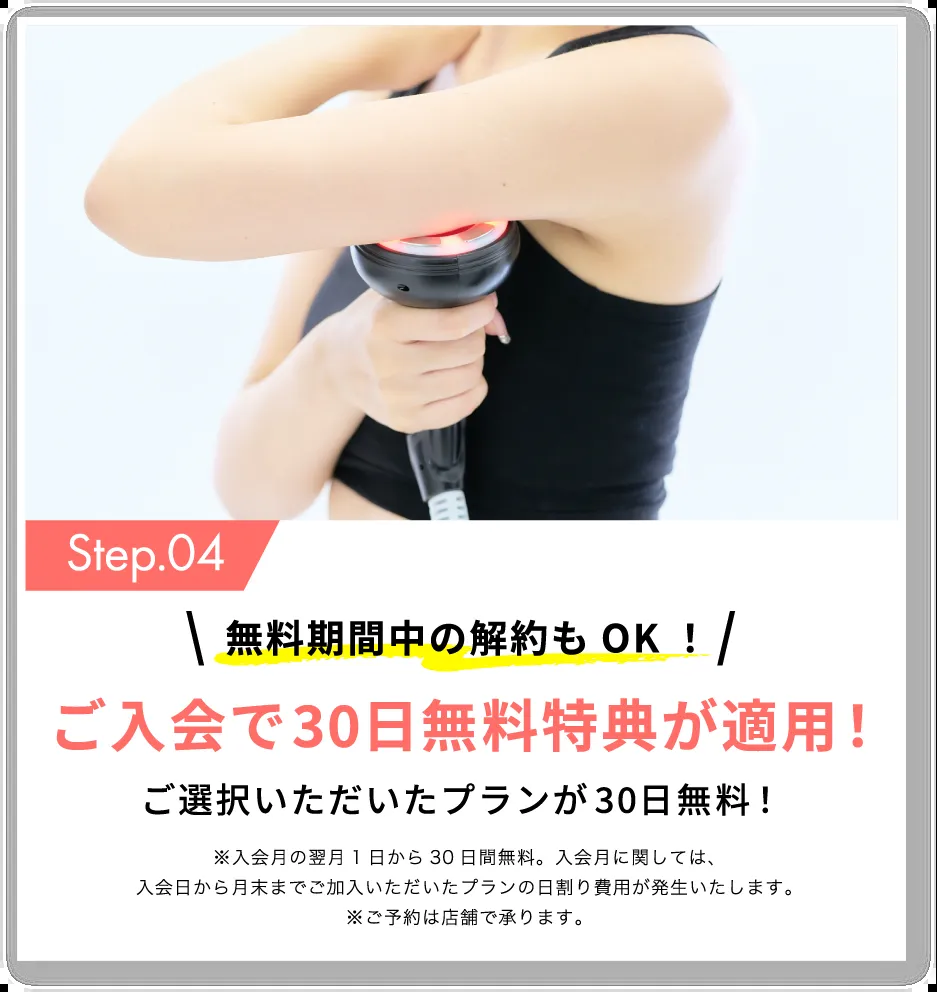 Step.04
無料期間中の解約も OK ！
ご入会で30日無料特典が適用！
ご選択いただいたプランが30日無料！
※入会月の翌月1日から30日間無料。入会月に関しては、
入会日から月末までご加入いただいたプランの日割り費用が発生いたします。
※ご予約は店舗で承ります。